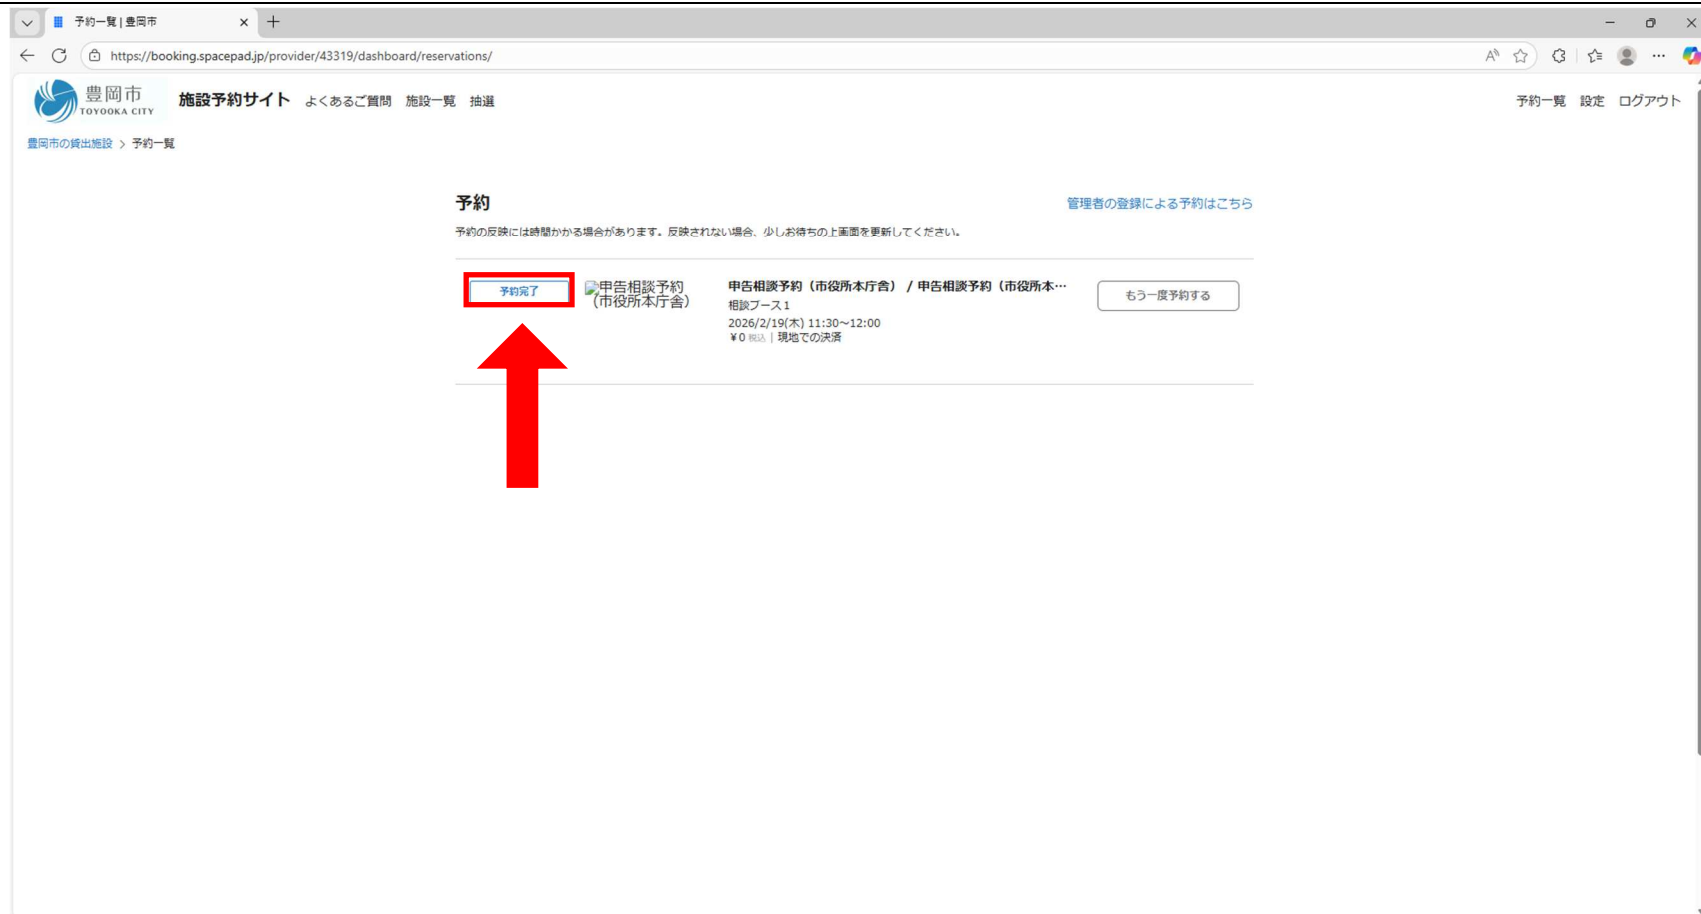 予約一覧 | 豊岡市
https://booking.spacepad.jp/provider/43319/dashboard/reservations/
豊岡市
TOYOOKA CITY
施設予約サイト よくあるご質問 施設一覧 抽選
予約一覧 設定 ログアウト
豊岡市の貸出施設 > 予約一覧
予約
管理者の登録による予約はこちら
予約の反映には時間かかる場合があります。反映されない場合、少しお待ちの上画面を更新してください。
予約完了
申告相談予約
（市役所本庁舎）
申告相談予約（市役所本庁舎） / 申告相談予約（市役所本…
相談ブース1
2026/2/19(木) 11:30～12:00
¥0 税込 | 現地での決済
もう一度予約する